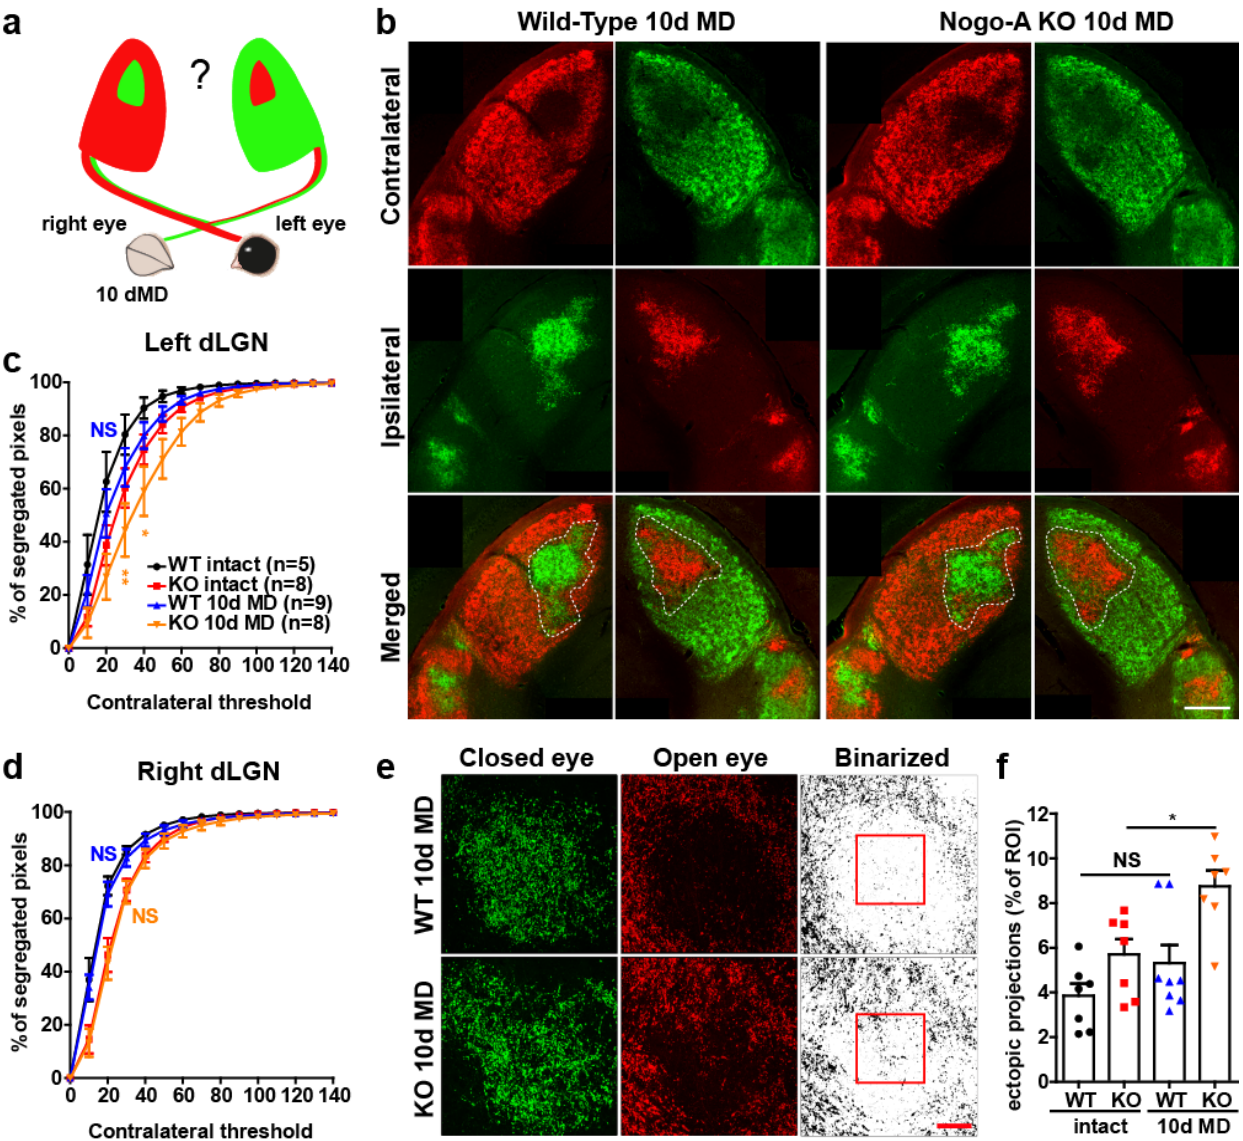 a
?
right eye
left eye
10 dMD
b
Wild-Type 10d MD
Nogo-A KO 10d MD
Contralateral
Ipsilateral
Merged
c
Left dLGN
% of segregated pixels
100
80
60
40
20
0
NS
*
**
WT intact (n=5)
KO intact (n=8)
WT 10d MD (n=9)
KO 10d MD (n=8)
0 20 40 60 80 100 120 140
Contralateral threshold
d
Right dLGN
% of segregated pixels
100
80
60
40
20
0
NS
NS
0 20 40 60 80 100 120 140
Contralateral threshold
e
Closed eye Open eye Binarized
WT 10d MD
KO 10d MD
f
ectopic projections (% of ROI)
12
10
8
6
4
2
0
*
NS
WT KO WT KO
intact 10d MD